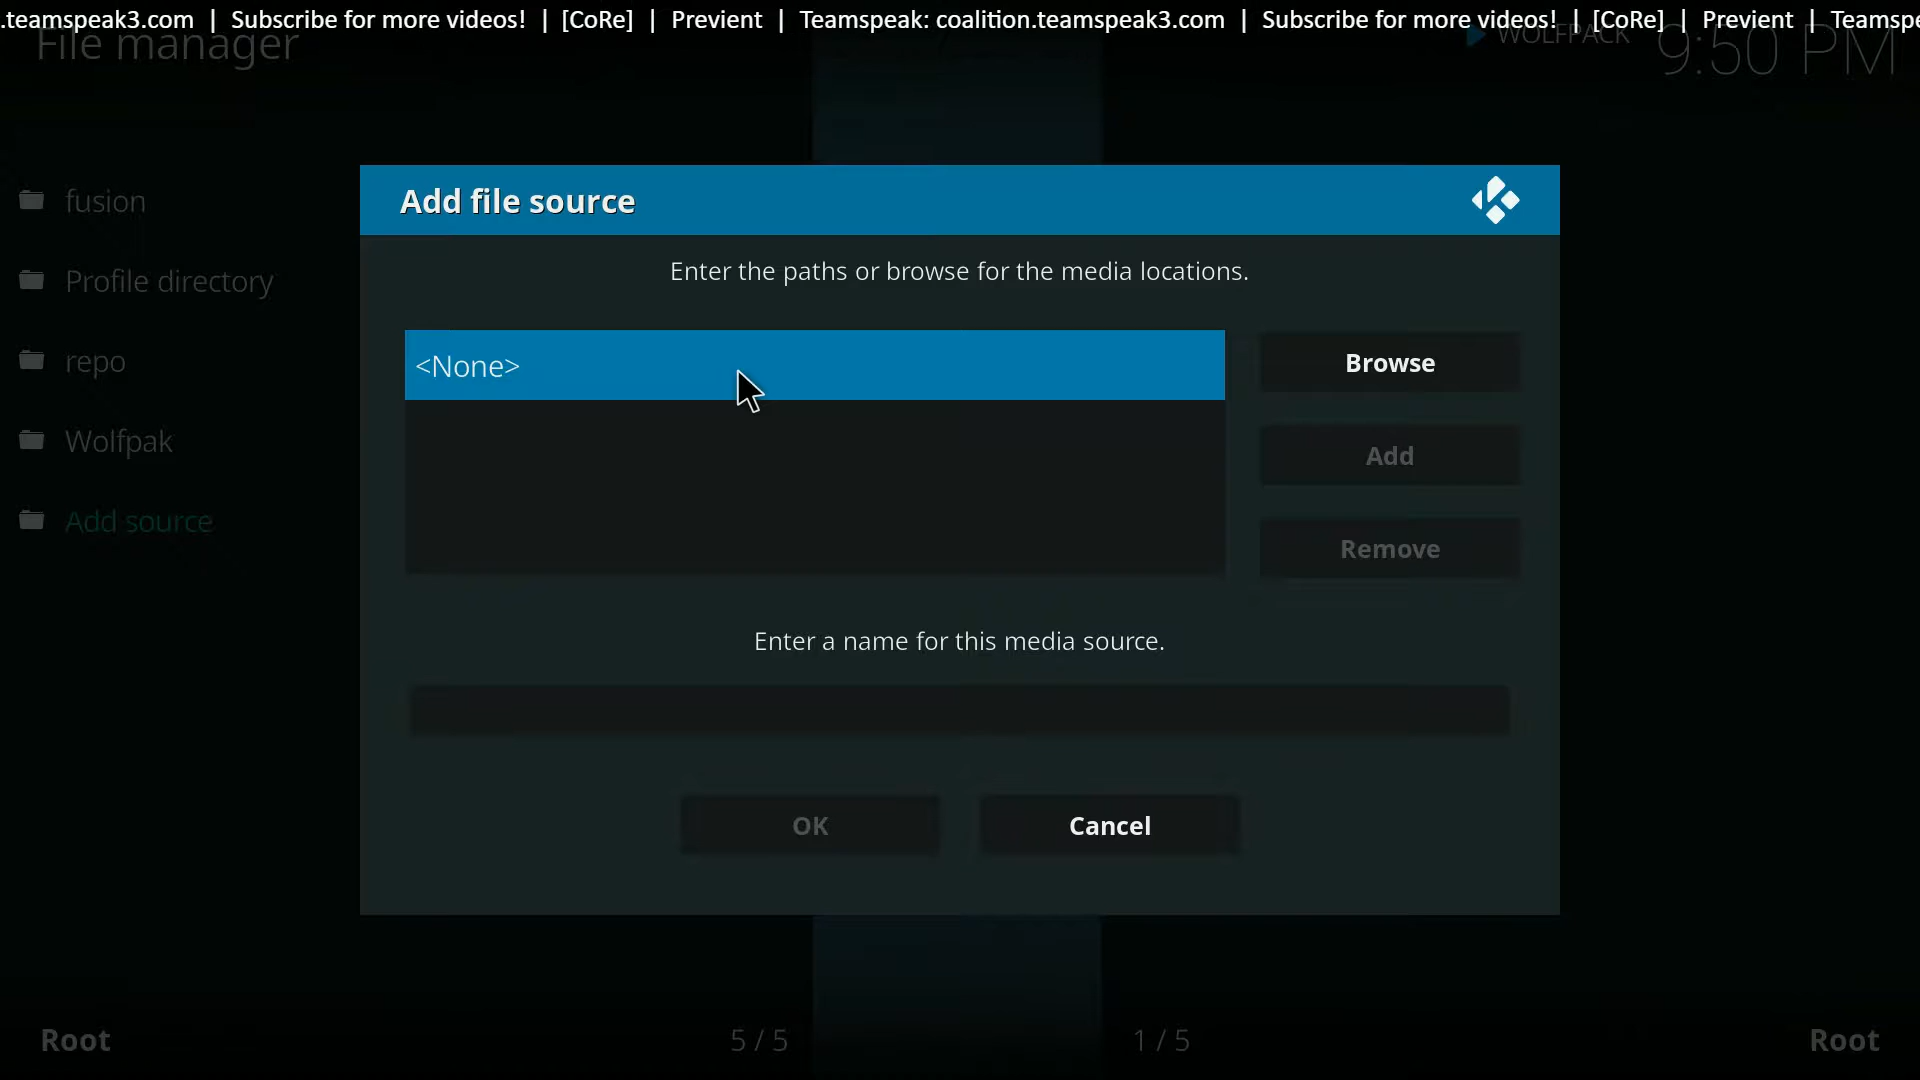 .teamspeak3.com | Subscribe for more videos! | [CoRe] | Previent | Teamspeak: coalition.teamspeak3.com | Subscribe for more videos! | [CoRe] | Previent | Teamspe
File manager
WOLFPACK
9:50 PM
fusion
Profile directory
repo
Wolfpak
Add source
Add file source
Enter the paths or browse for the media locations.
<None>
Browse
Add
Remove
Enter a name for this media source.
OK
Cancel
Root
5 / 5
1 / 5
Root